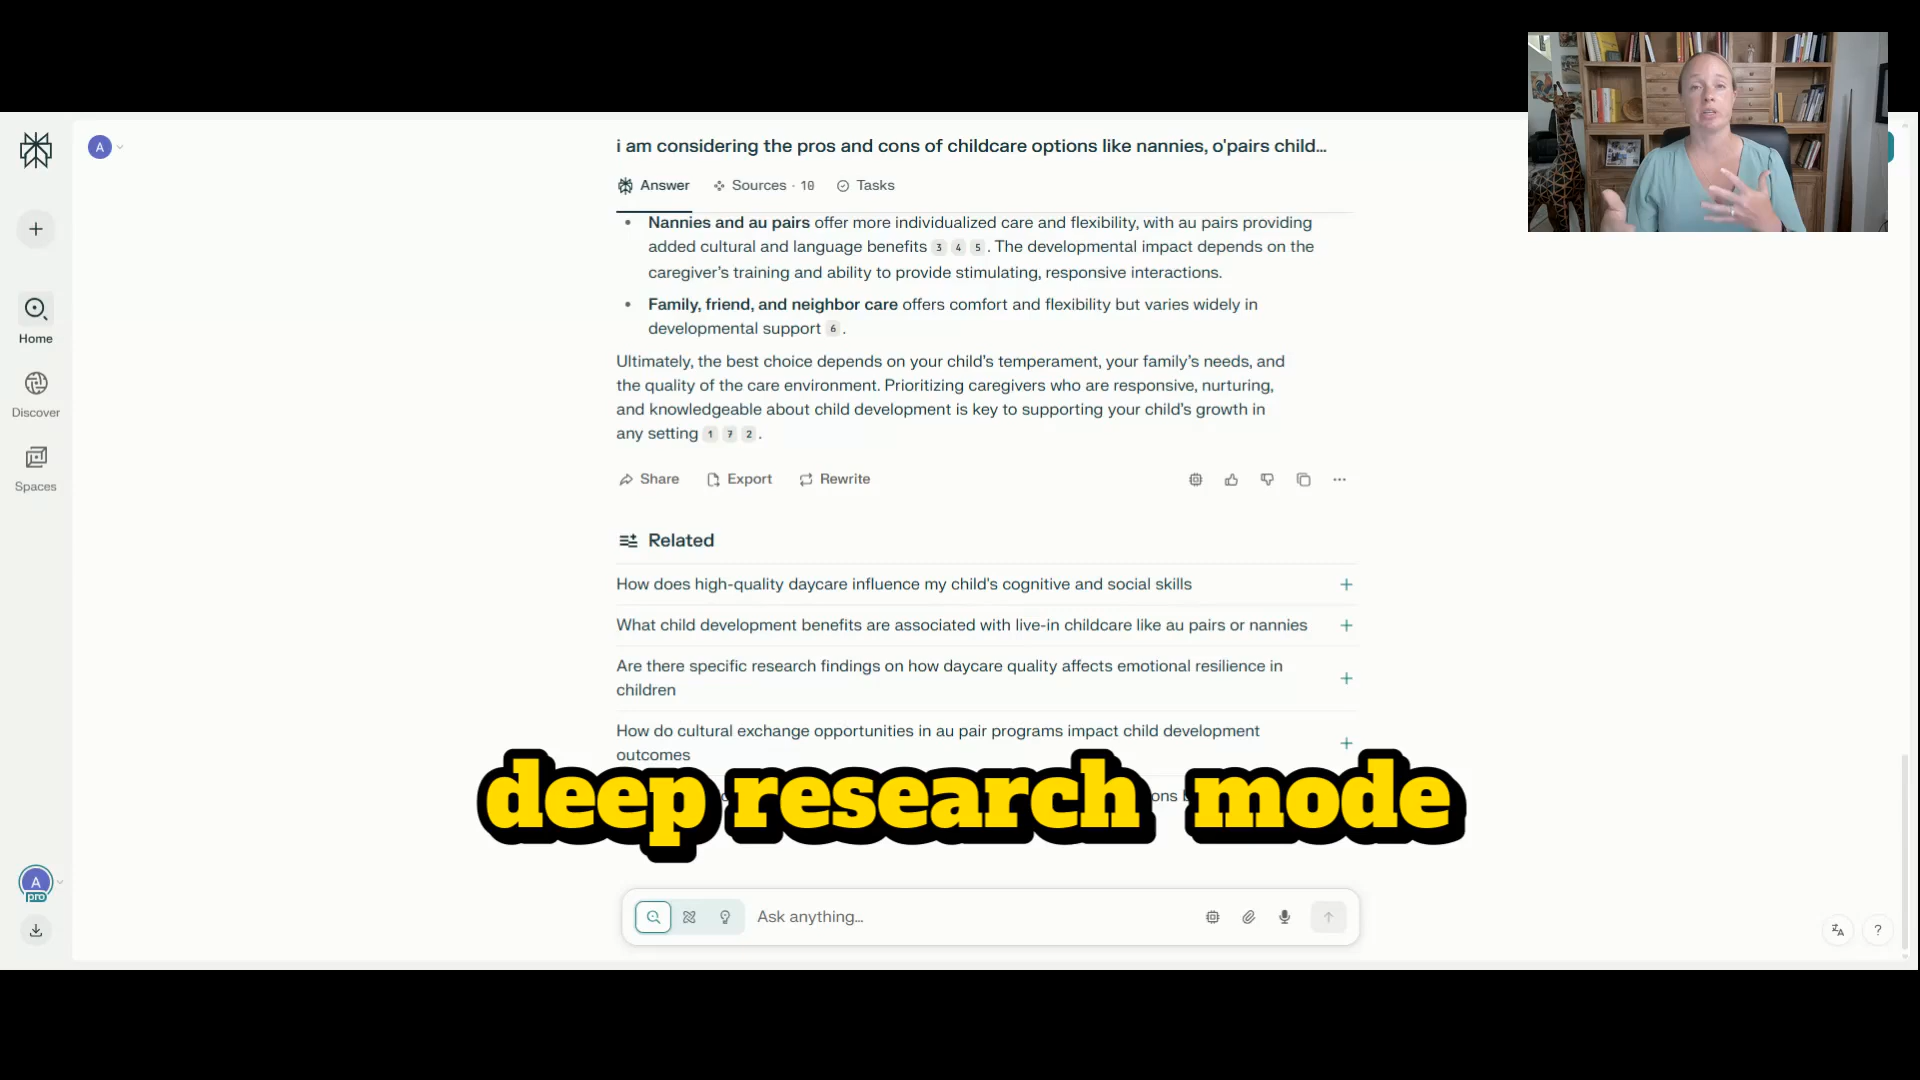 i am considering the pros and cons of childcare options like nannies, o'pairs child...
A
Answer
Sources · 10
Tasks
Nannies and au pairs offer more individualized care and flexibility, with au pairs providing
added cultural and language benefits 3 4 5 . The developmental impact depends on the
caregiver's training and ability to provide stimulating, responsive interactions.
Family, friend, and neighbor care offers comfort and flexibility but varies widely in
developmental support 6 .
Ultimately, the best choice depends on your child's temperament, your family's needs, and
the quality of the care environment. Prioritizing caregivers who are responsive, nurturing,
and knowledgeable about child development is key to supporting your child's growth in
any setting 1 7 2 .
Share
Export
Rewrite
Related
How does high-quality daycare influence my child's cognitive and social skills
What child development benefits are associated with live-in childcare like au pairs or nannies
Are there specific research findings on how daycare quality affects emotional resilience in
children
How do cultural exchange opportunities in au pair programs impact child development
outcomes
deep research mode
Ask anything...
Home
Discover
Spaces
A
pro
?